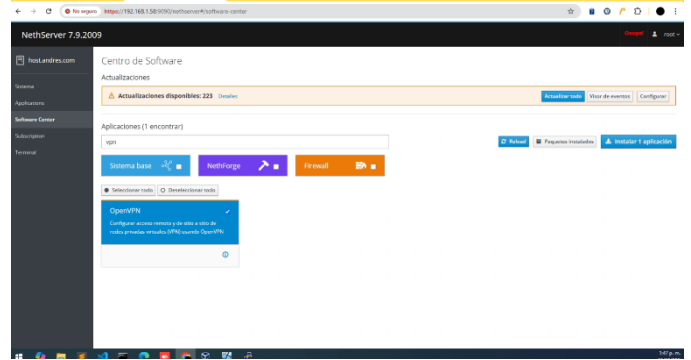 No seguro https://192.168.1.58:9090/nethserver#/software-center
NethServer 7.9.2009
root
host.andres.com
Centro de Software
Actualizaciones
Sistema
Actualizaciones disponibles: 223 Detalles
Actualizar todo Visor de eventos Configurar
Applications
Software Center
Aplicaciones (1 encontrar)
Subscription
vpn
Reload Paquetes instalados Instalar 1 aplicación
Terminal
Sistema base NethForge Firewall
Seleccionar todo Deseleccionar todo
OpenVPN
Configurar acceso remoto y de sitio a sitio de
redes privadas virtuales (VPN) usando OpenVPN
1:47 p. m.